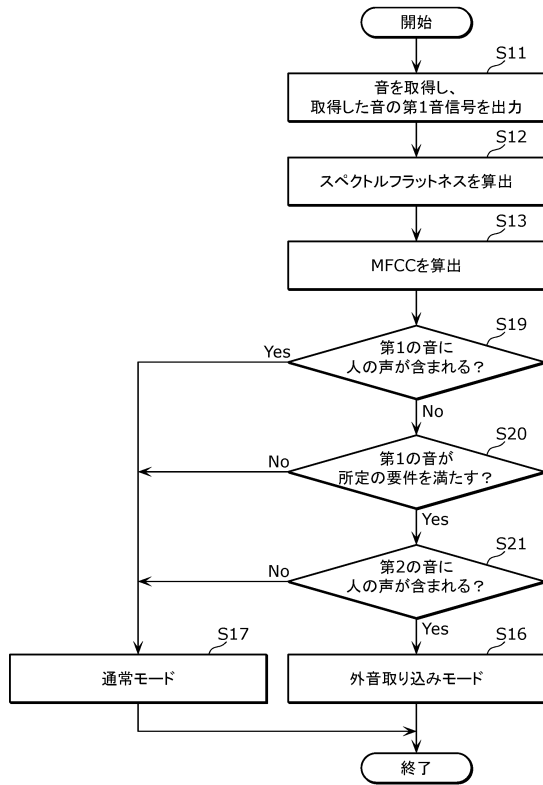 開始
S11
音を取得し、
取得した音の第1音信号を出力
S12
スペクトルフラットネスを算出
S13
MFCCを算出
S19
第1の音に
人の声が含まれる？
Yes
No
S20
第1の音が
所定の要件を満たす？
No
Yes
S21
第2の音に
人の声が含まれる？
No
Yes
S17
通常モード
S16
外音取り込みモード
終了